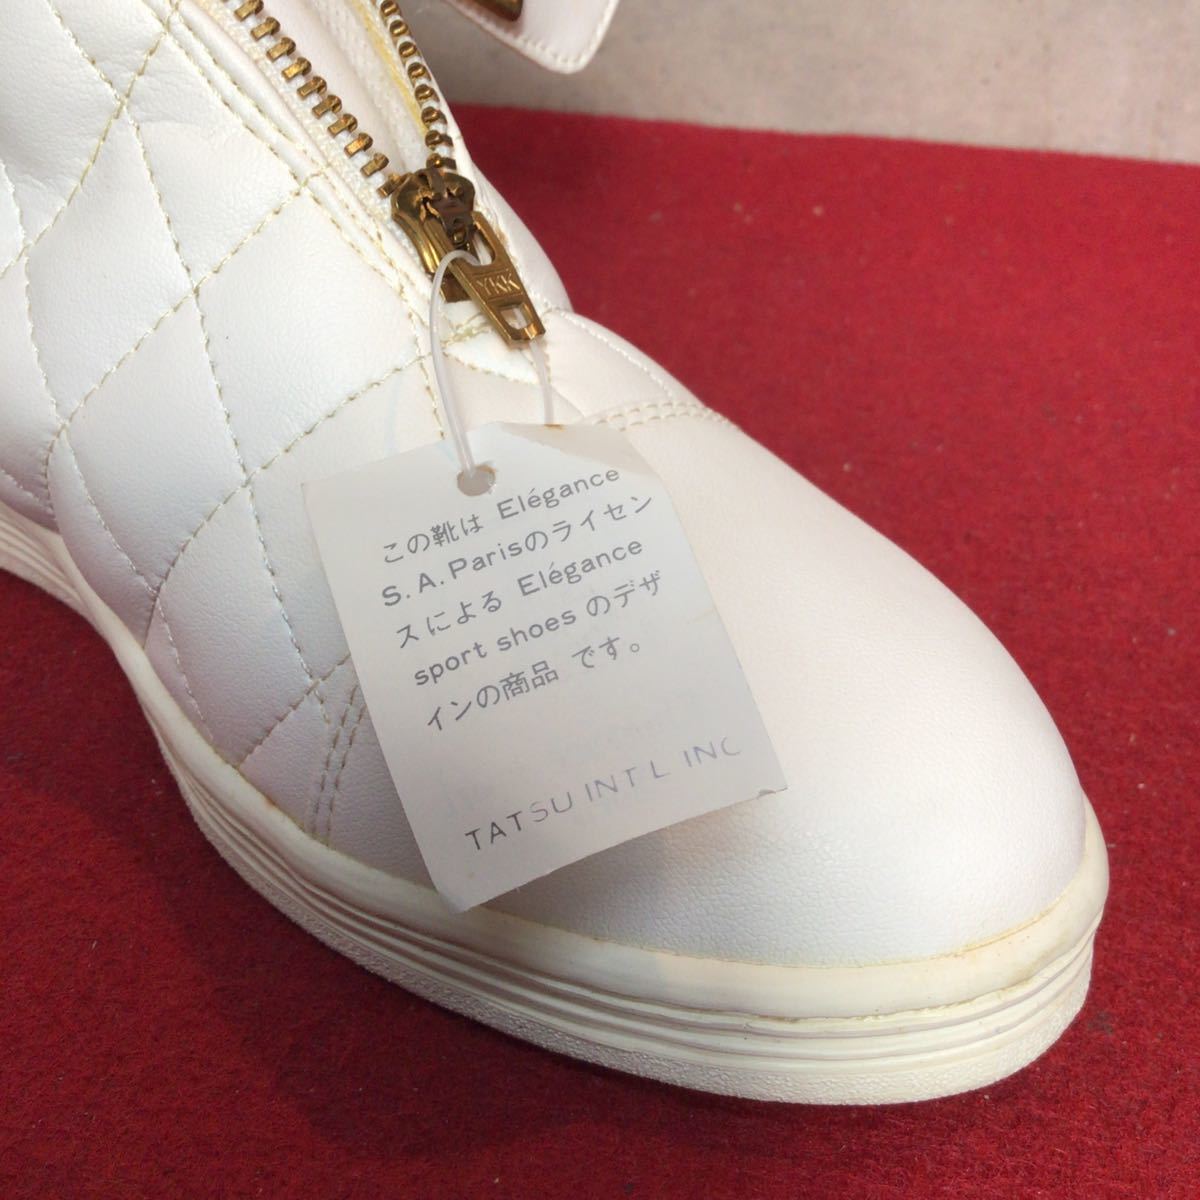 YKK
この靴は Elégance
S.A.Parisのライセン
スによる Elégance
sport shoes のデザ
インの商品 です。
TATSU INT'L INC